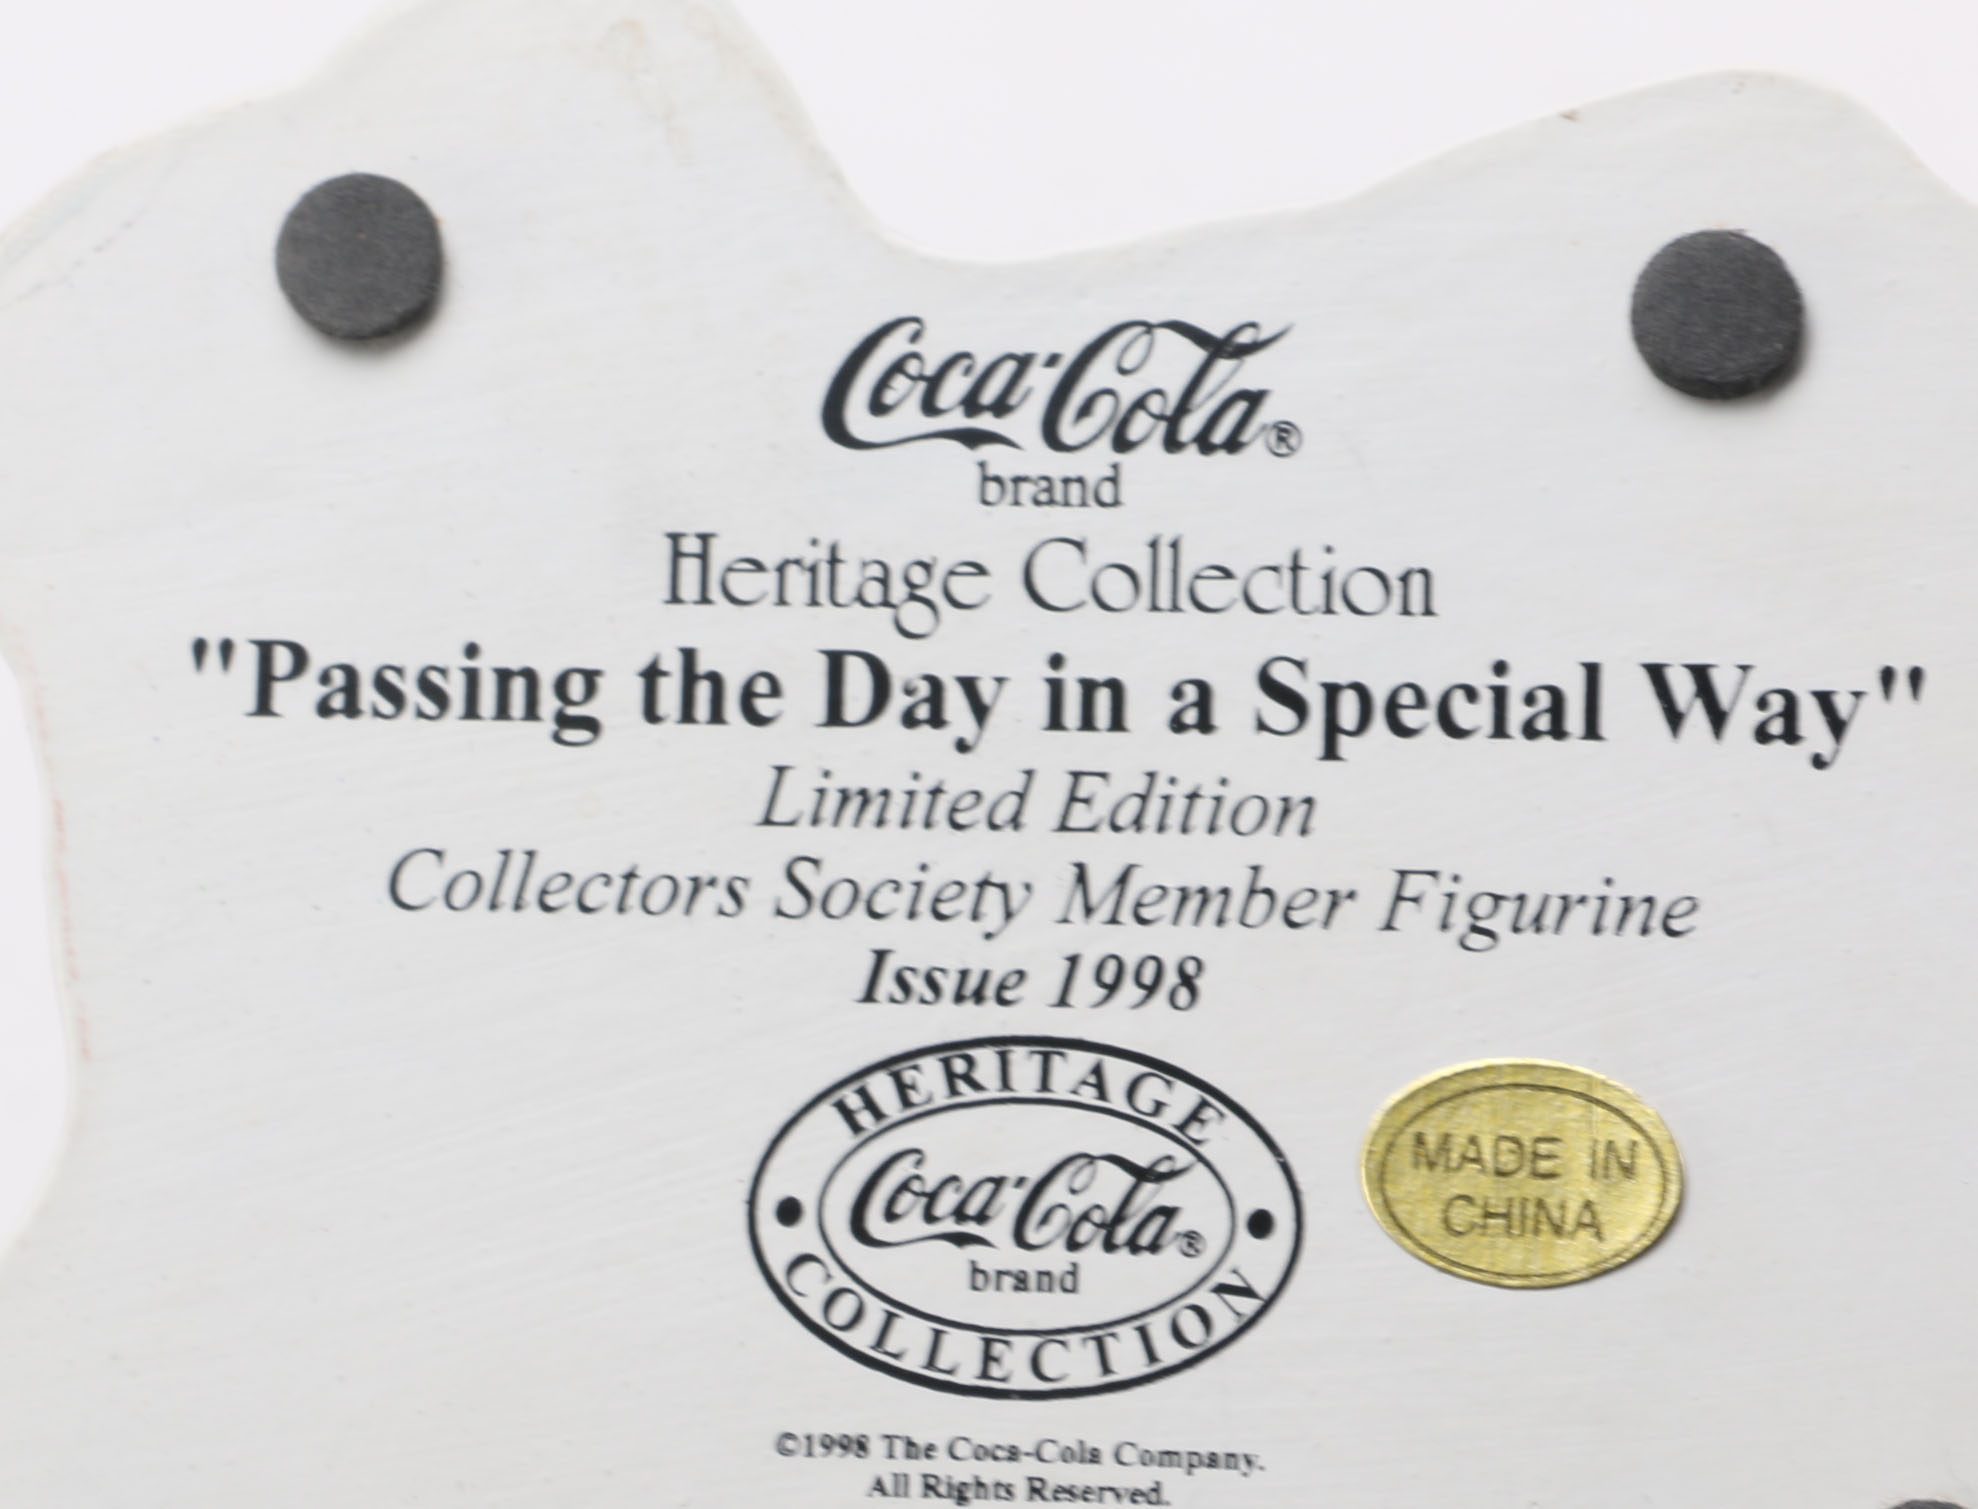 Coca-Cola®
brand
Heritage Collection
"Passing the Day in a Special Way"
Limited Edition
Collectors Society Member Figurine
Issue 1998
HERITAGE
Coca-Cola®
brand
COLLECTION
MADE IN
CHINA
©1998 The Coca-Cola Company.
All Rights Reserved.